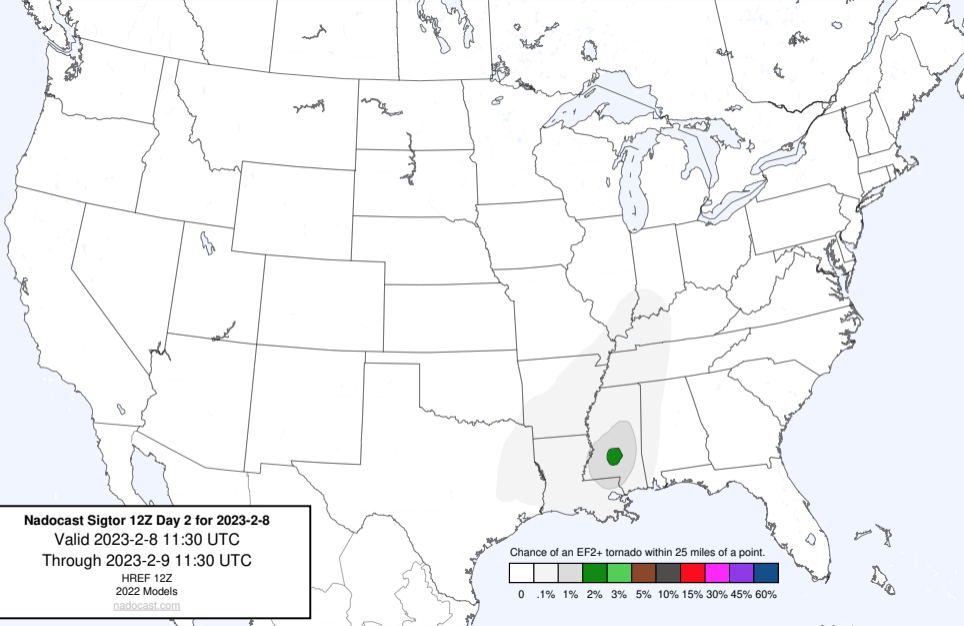 Nadocast Sigtor 12Z Day 2 for 2023-2-8
Valid 2023-2-8 11:30 UTC
Through 2023-2-9 11:30 UTC
HREF 12Z
2022 Models
nadocast.com
Chance of an EF2+ tornado within 25 miles of a point.
0 .1% 1% 2% 3% 5% 10% 15% 30% 45% 60%